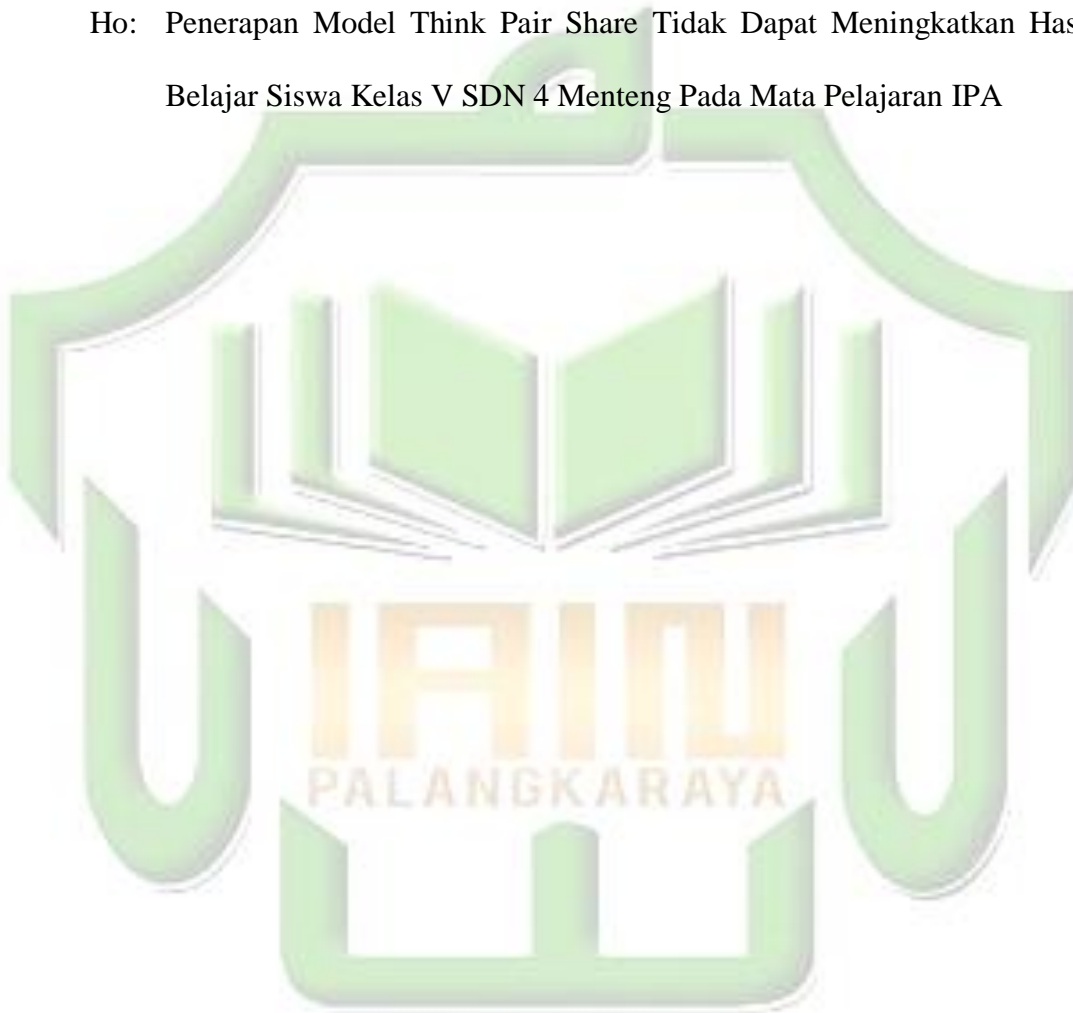 Ho: Penerapan Model Think Pair Share Tidak Dapat Meningkatkan Has
Belajar Siswa Kelas V SDN 4 Menteng Pada Mata Pelajaran IPA
IAIN
PALANGKARAYA